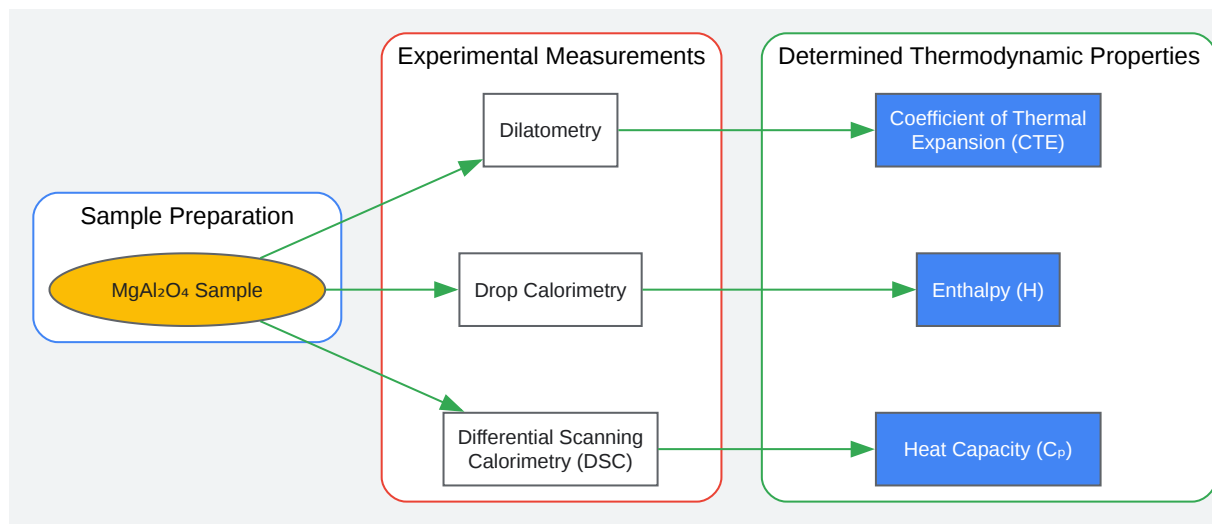 Sample Preparation
MgAl₂O₄ Sample
Experimental Measurements
Dilatometry
Drop Calorimetry
Differential Scanning
Calorimetry (DSC)
Determined Thermodynamic Properties
Coefficient of Thermal
Expansion (CTE)
Enthalpy (H)
Heat Capacity (Cₚ)